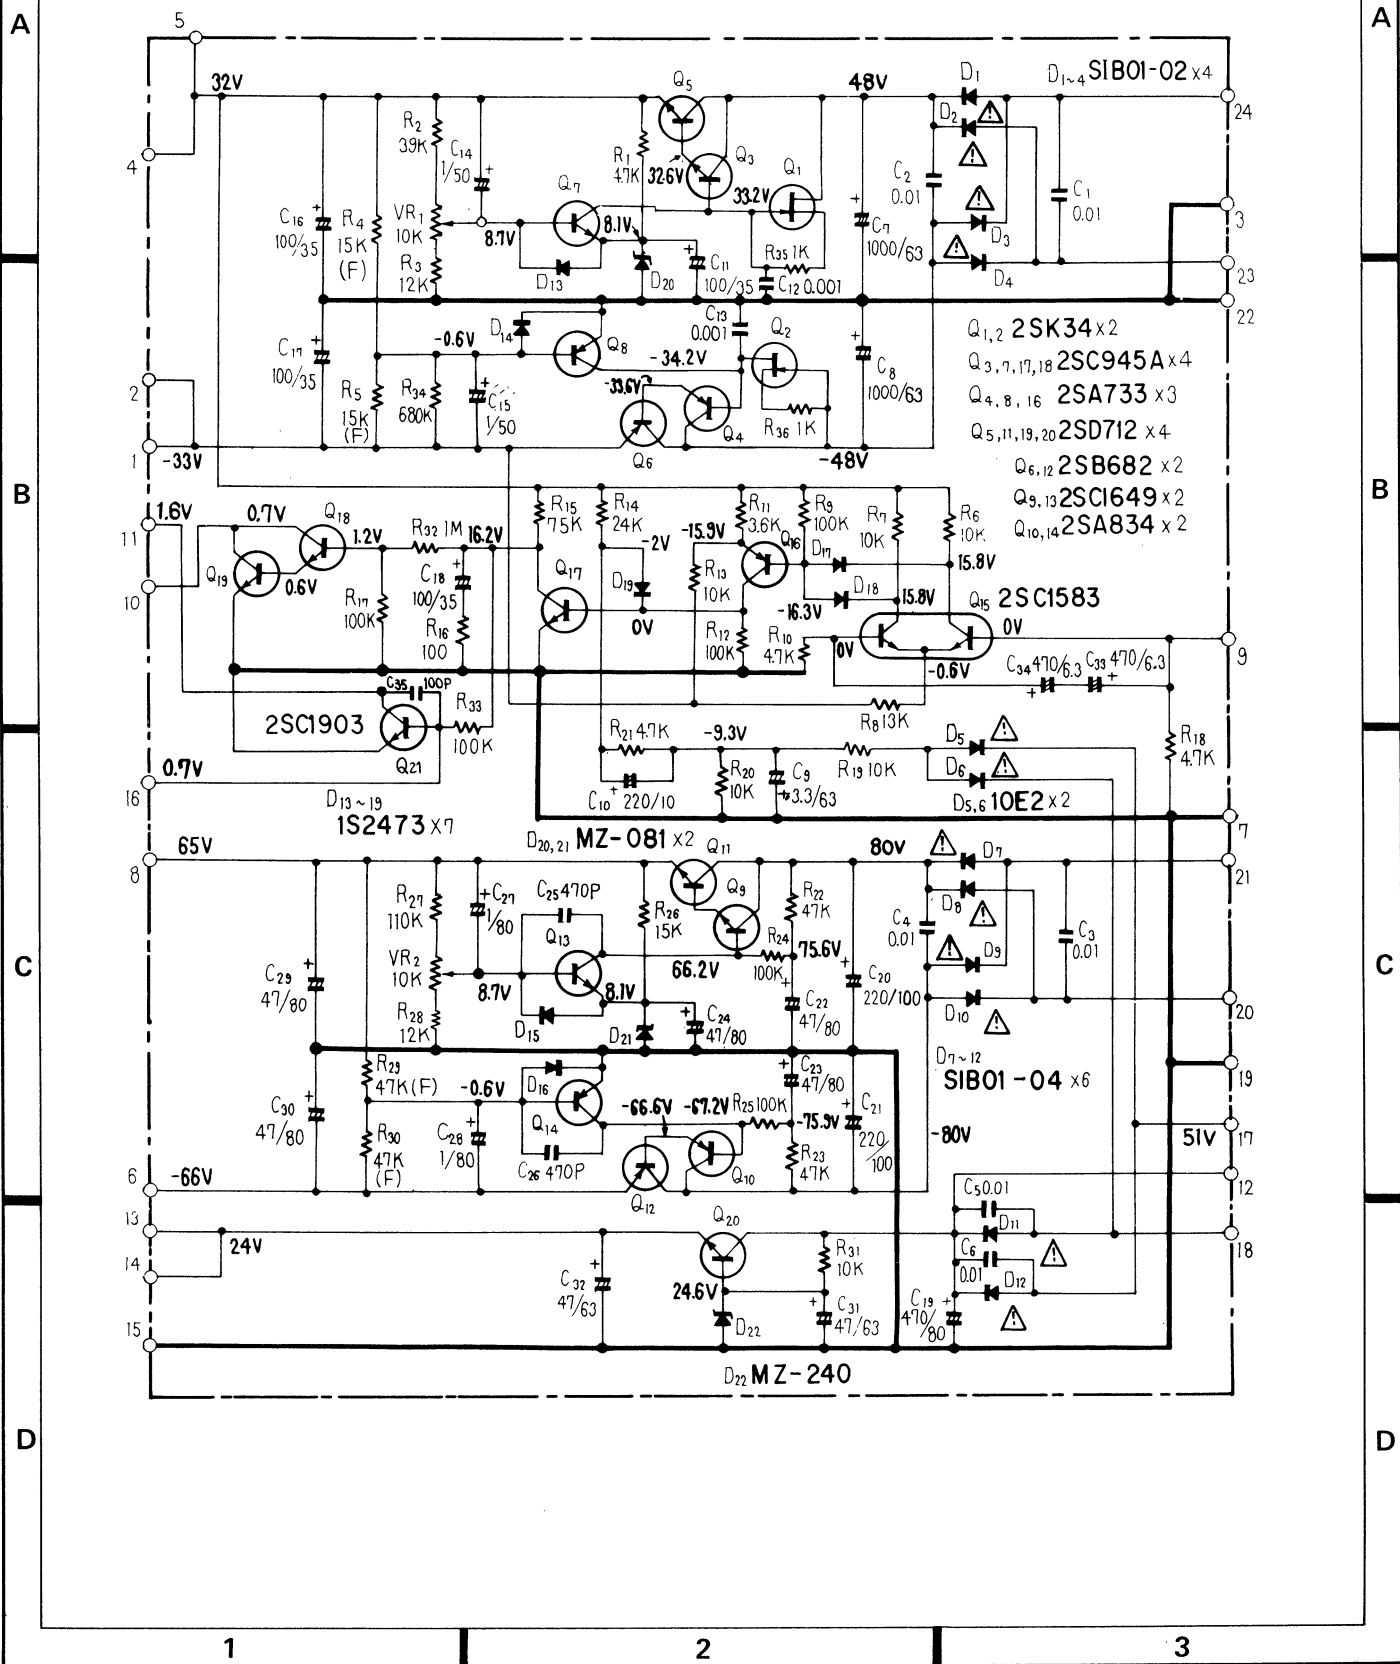 A
A
5
32V
Q5
48V
D1
D1~4 SIB01-02 ×4
24
D2
R2
39K
C14
1/50
R1
4.7K
32.6V
Q3
Q1
4
C2
0.01
C1
0.01
Q7
33.2V
3
C16
100/35
R4
15K
(F)
VR1
10K
8.7V
8.1V
C7
1000/63
D3
R35 1K
R3
12K
D13
D20
C11
100/35
C12 0.001
D4
23
22
C13
0.001
Q2
Q1,2 2SK34 ×2
D14
-0.6V
Q8
C17
100/35
-34.2V
C8
1000/63
Q3,7,17,18 2SC945A ×4
2
-33.6V
R5
15K
(F)
R34
680K
C15
1/50
Q4
R36 1K
Q4,8,16 2SA733 ×3
Q5,11,19,20 2SD712 ×4
1
-33V
Q6
-48V
Q6,12 2SB682 ×2
B
B
Q9,13 2SC1649 ×2
Q10,14 2SA834 ×2
1.6V
0.7V
Q18
R15
75K
R14
24K
R11
3.6K
R9
100K
R7
10K
R6
10K
11
1.2V
R32 1M
16.2V
-2V
-15.9V
Q16
D17
15.8V
Q19
0.6V
C18
100/35
Q17
D19
R13
10K
D18
15.8V
Q15 2SC1583
10
R17
100K
R16
100
0V
R12
100K
-16.3V
R10
4.7K
0V
0V
9
-0.6V
C34 470/6.3
C33 470/6.3
C35
100P
2SC1903
R33
100K
R8 13K
Q21
R21 4.7K
-9.3V
D5
R18
4.7K
0.7V
16
R20
10K
C9
3.3/63
R19 10K
D6
C10
220/10
D5,6 10E2 ×2
D13~19
1S2473 ×7
7
D20,21 MZ-081 ×2
8
65V
Q11
80V
D7
21
R27
110K
C27
1/80
C25 470P
R26
15K
Q9
R22
47K
D8
C4
0.01
C3
0.01
Q13
R24
100K
75.6V
D9
C
C
VR2
10K
66.2V
C29
47/80
8.7V
8.1V
C20
220/100
R28
12K
D15
D21
C24
47/80
C22
47/80
D10
20
R29
47K (F)
D16
C23
47/80
D7~12
SIB01-04 ×6
19
-0.6V
C30
47/80
Q14
-66.6V
-67.2V
R25 100K
-75.9V
C21
220/100
-80V
51V
17
R30
47K
(F)
C28
1/80
C26 470P
Q10
R23
47K
6
-66V
Q12
12
C5 0.01
13
24V
Q20
D11
18
14
R31
10K
C6
0.01
D12
C32
47/63
24.6V
D22
C31
47/63
C19
470/80
15
D22 MZ-240
D
D
1
2
3